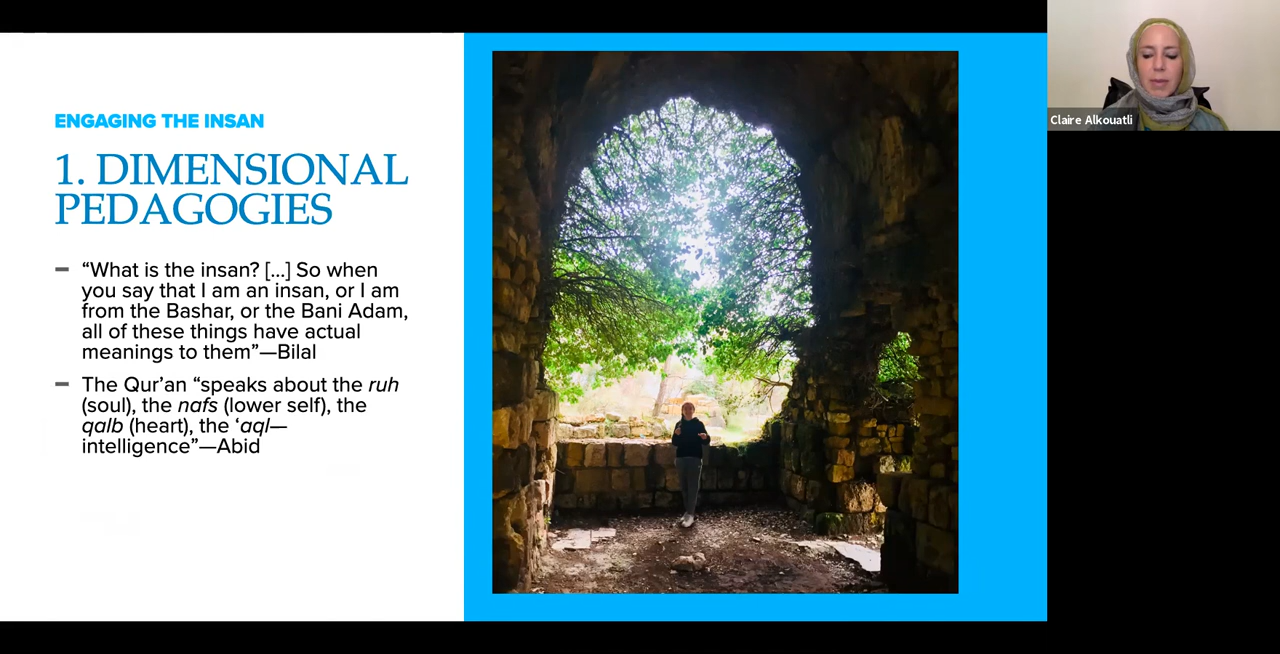 ENGAGING THE INSAN
1. DIMENSIONAL
PEDAGOGIES
– “What is the insan? [...] So when
you say that I am an insan, or I am
from the Bashar, or the Bani Adam,
all of these things have actual
meanings to them”—Bilal
– The Qur’an “speaks about the ruh
(soul), the nafs (lower self), the
qalb (heart), the ‘aql—
intelligence”—Abid
Claire Alkouatli